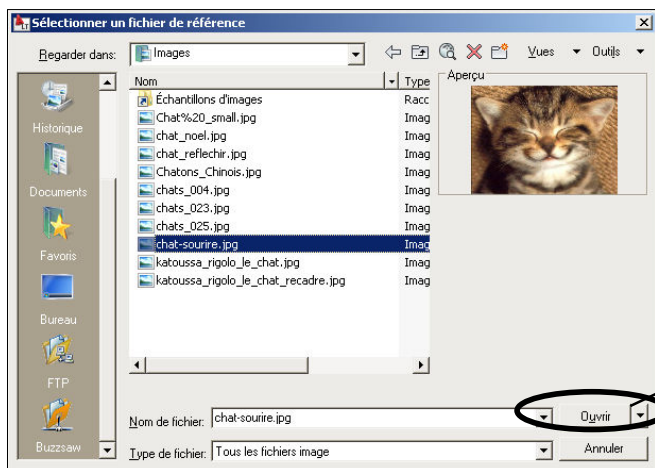 LT Sélectionner un fichier de référence
Regarder dans: Images Vues Outils
Nom Type Aperçu
Échantillons d'images Racc
Chat%20_small.jpg Imag
chat_noel.jpg Imag
chat_reflechir.jpg Imag
Chatons_Chinois.jpg Imag
chats_004.jpg Imag
chats_023.jpg Imag
chats_025.jpg Imag
chat-sourire.jpg Imag
katoussa_rigolo_le_chat.jpg Imag
katoussa_rigolo_le_chat_recadre.jpg Imag
Historique
Documents
Favoris
Bureau
FTP
Buzzsaw
Nom de fichier: chat-sourire.jpg Ouvrir
Type de fichier: Tous les fichiers image Annuler